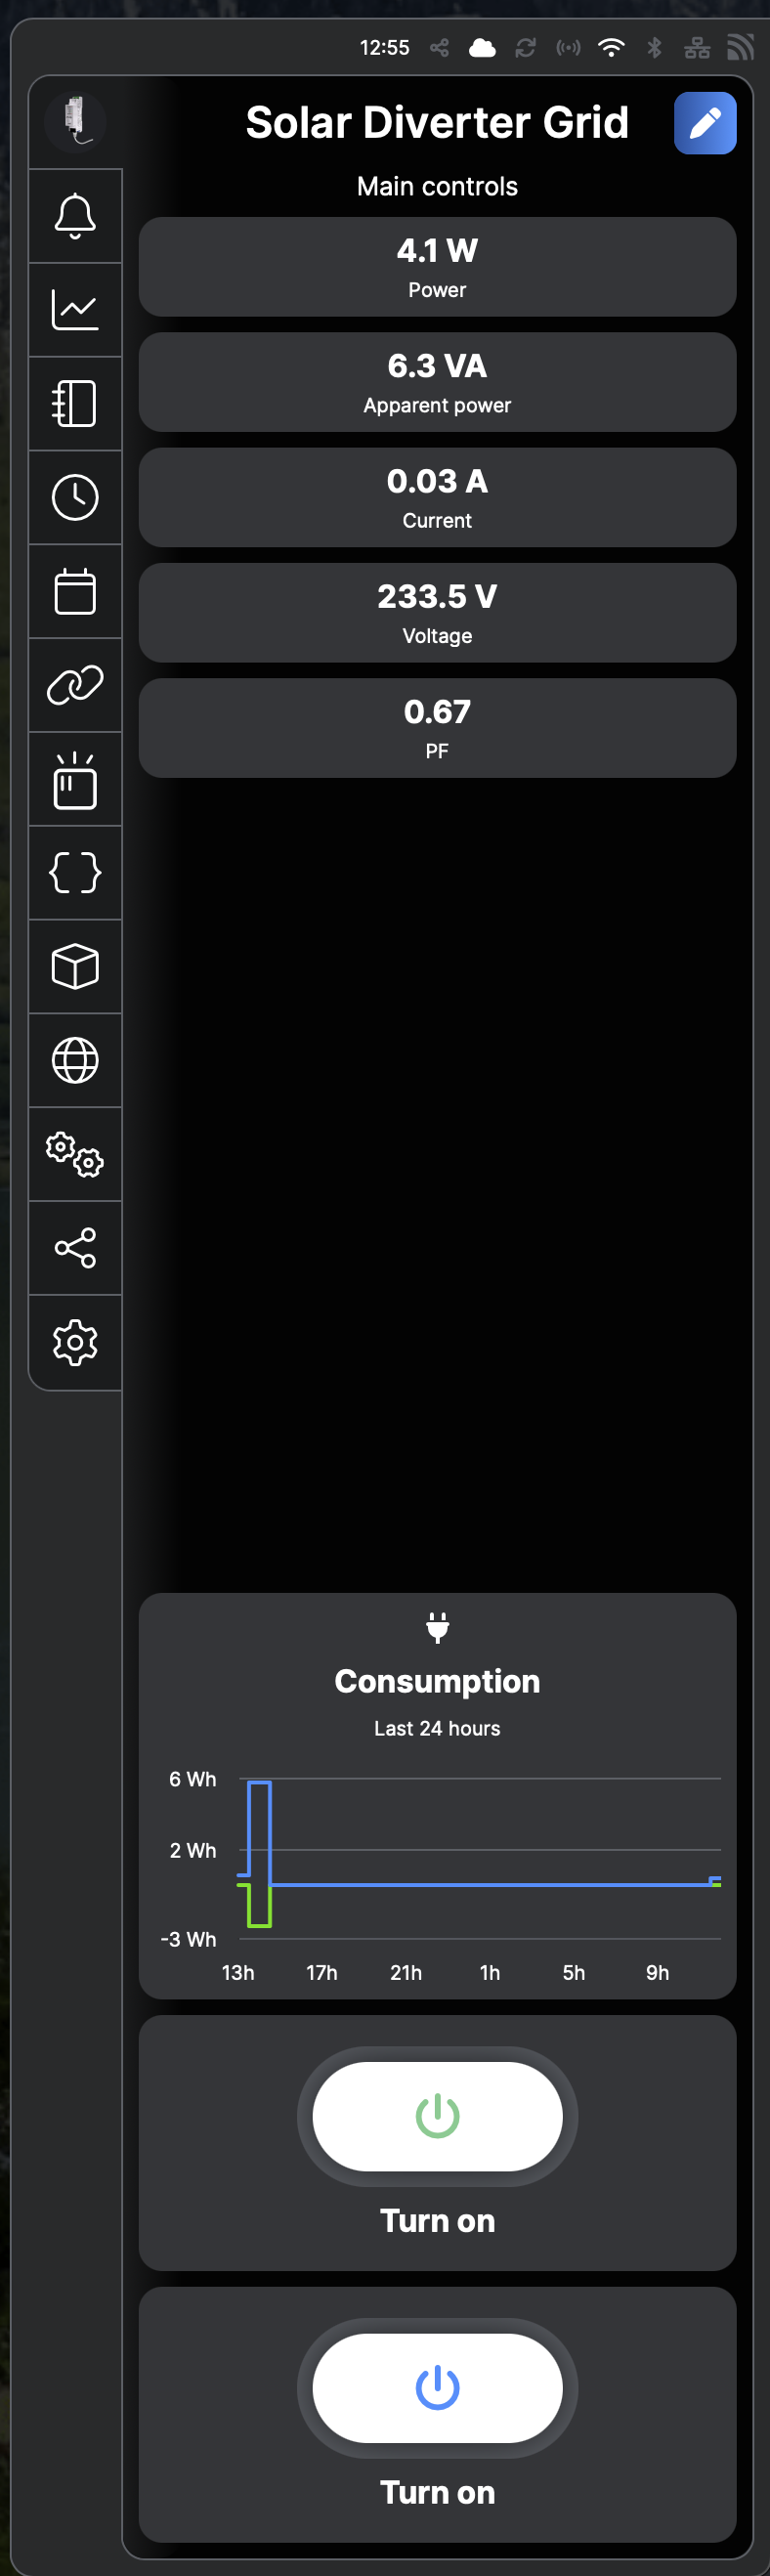 12:55
Solar Diverter Grid
Main controls
4.1 W
Power
6.3 VA
Apparent power
0.03 A
Current
233.5 V
Voltage
0.67
PF
Consumption
Last 24 hours
6 Wh
2 Wh
-3 Wh
13h 17h 21h 1h 5h 9h
Turn on
Turn on